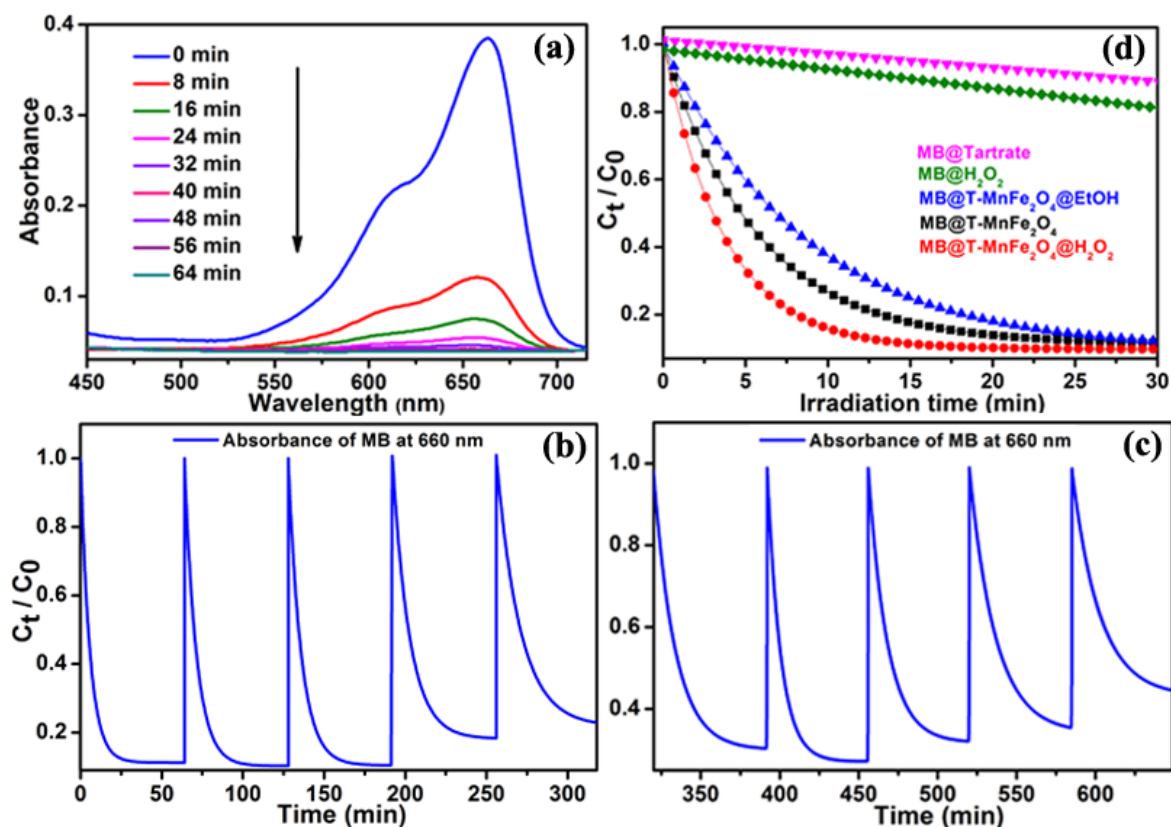 (a)
0.4
0.3
0.2
0.1
Absorbance
0 min
8 min
16 min
24 min
32 min
40 min
48 min
56 min
64 min
450 500 550 600 650 700
Wavelength (nm)
(d)
1.0
0.8
0.6
0.4
0.2
Cₜ / C₀
MB@Tartrate
MB@H₂O₂
MB@T-MnFe₂O₄@EtOH
MB@T-MnFe₂O₄
MB@T-MnFe₂O₄@H₂O₂
0 5 10 15 20 25 30
Irradiation time (min)
Absorbance of MB at 660 nm
(b)
1.0
0.8
0.6
0.4
0.2
Cₜ / C₀
0 50 100 150 200 250 300
Time (min)
Absorbance of MB at 660 nm
(c)
1.0
0.8
0.6
0.4
350 400 450 500 550 600
Time (min)